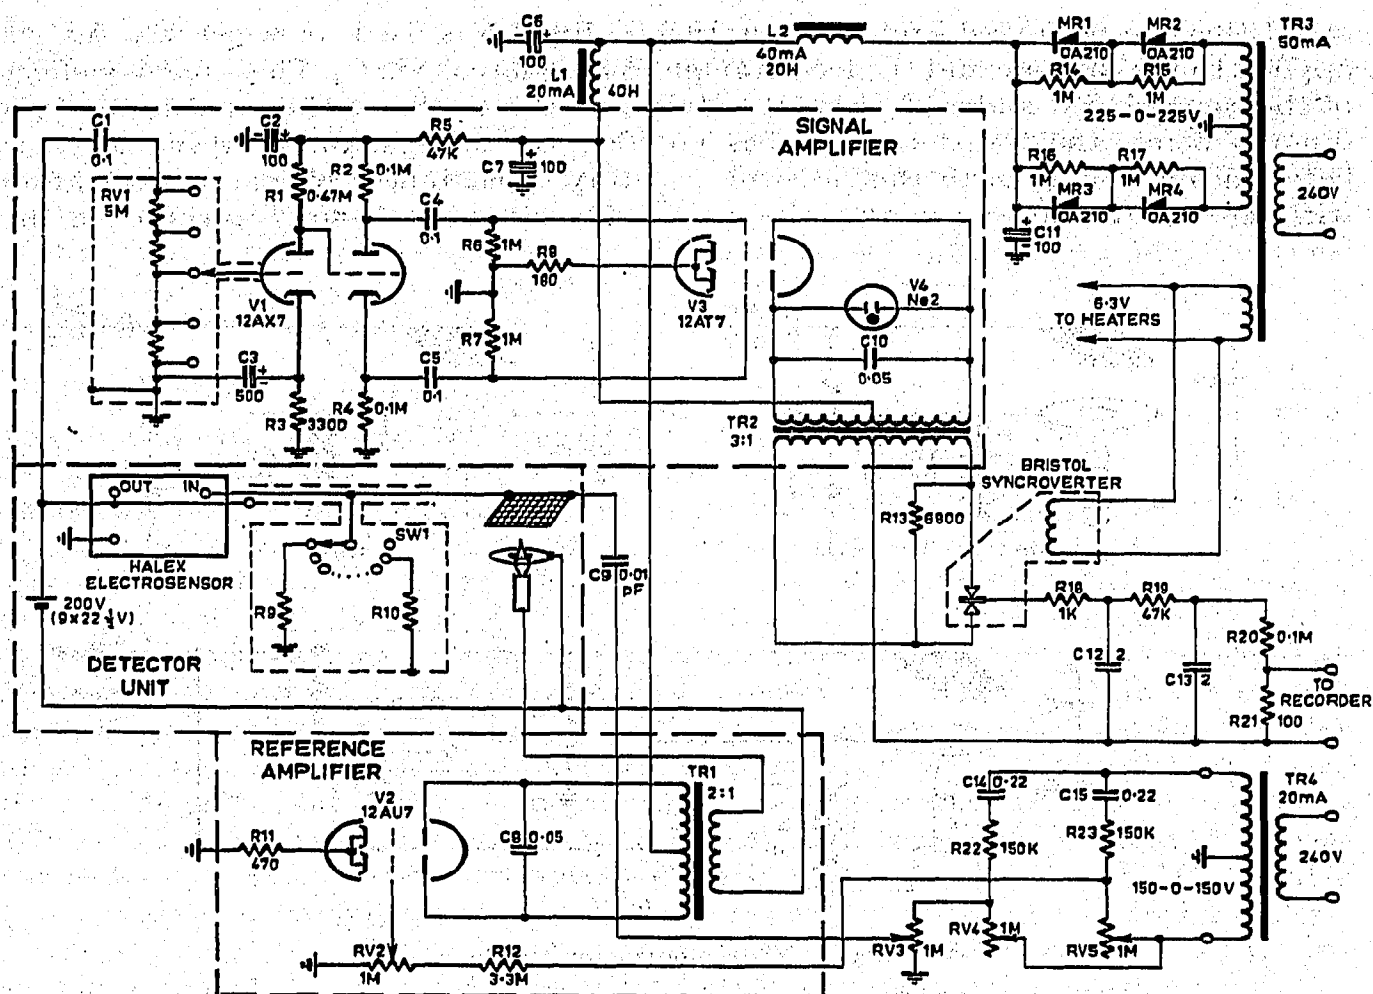 C6
- +
100
L1
20mA
40H
L2
40mA
20H
MR1
OA210
MR2
OA210
R14
1M
R15
1M
TR3
50mA
225-0-225V
R16
1M
R17
1M
MR3
OA210
MR4
OA210
240V
C11
+
100
C1
0·1
C2
- +
100
R5
47K
C7
+
100
SIGNAL
AMPLIFIER
RV1
5M
R1
0·47M
R2
0·1M
C4
0·1
R6
1M
R8
180
V1
12AX7
V3
12AT7
V4
Ne2
C10
0·05
R7
1M
6·3V
TO HEATERS
C3
+ -
500
C5
0·1
R3
3300
R4
0·1M
TR2
3:1
BRISTOL
SYNCROVERTER
OUT
IN
HALEX
ELECTROSENSOR
SW1
R9
R10
200V
(9x22 ½V)
DETECTOR
UNIT
C9
0·01
pF
R13
6800
R18
1K
R19
47K
C12
2
C13
2
R20
0·1M
R21
100
TO
RECORDER
REFERENCE
AMPLIFIER
V2
12AU7
R11
470
C8
0·05
TR1
2:1
RV2
1M
R12
3·3M
C14
0·22
C15
0·22
R22
150K
R23
150K
RV3
1M
RV4
1M
RV5
1M
TR4
20mA
150-0-150V
240V